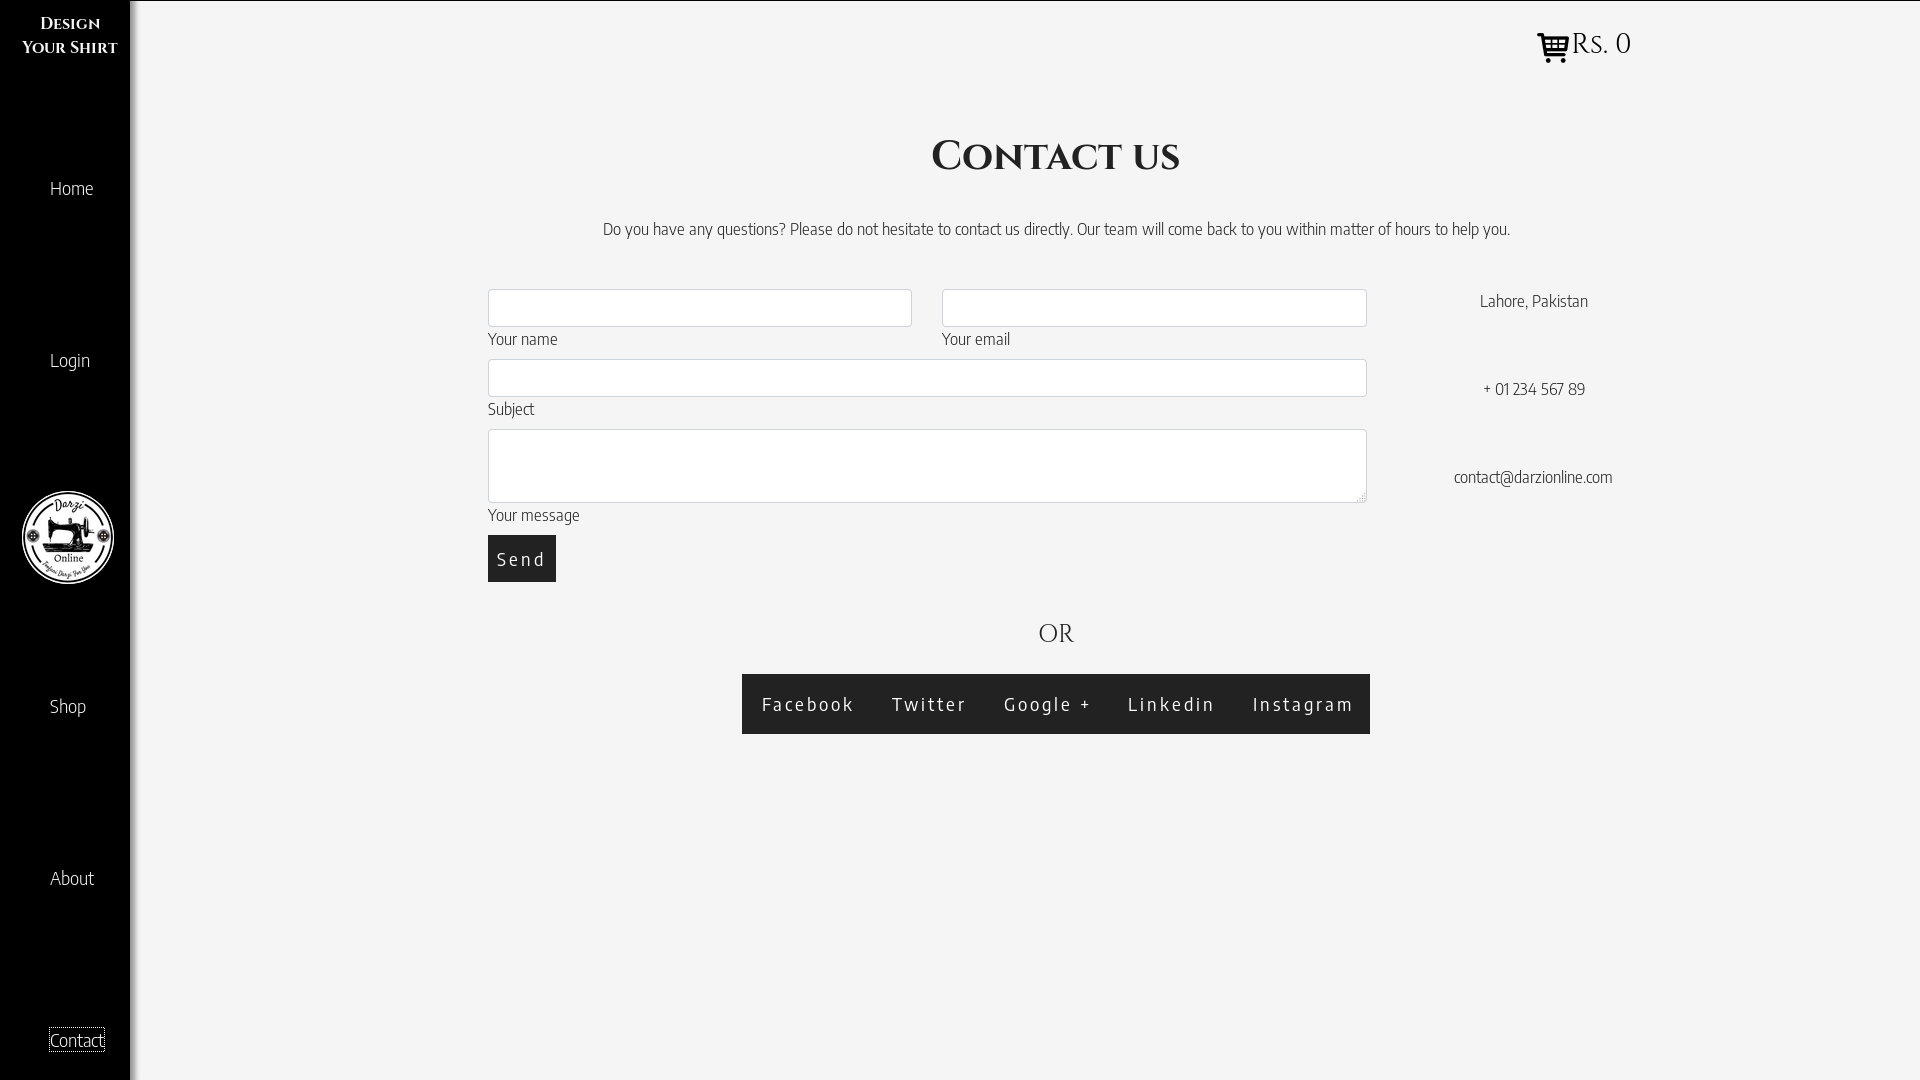 Design
Your Shirt
Rs. 0
Home
Login
Darzi
Online
Shop
About
Contact
Contact us
Do you have any questions? Please do not hesitate to contact us directly. Our team will come back to you within matter of hours to help you.
Your name
Your email
Subject
Your message
Send
Lahore, Pakistan
+ 01 234 567 89
contact@darzionline.com
OR
Facebook Twitter Google + Linkedin Instagram